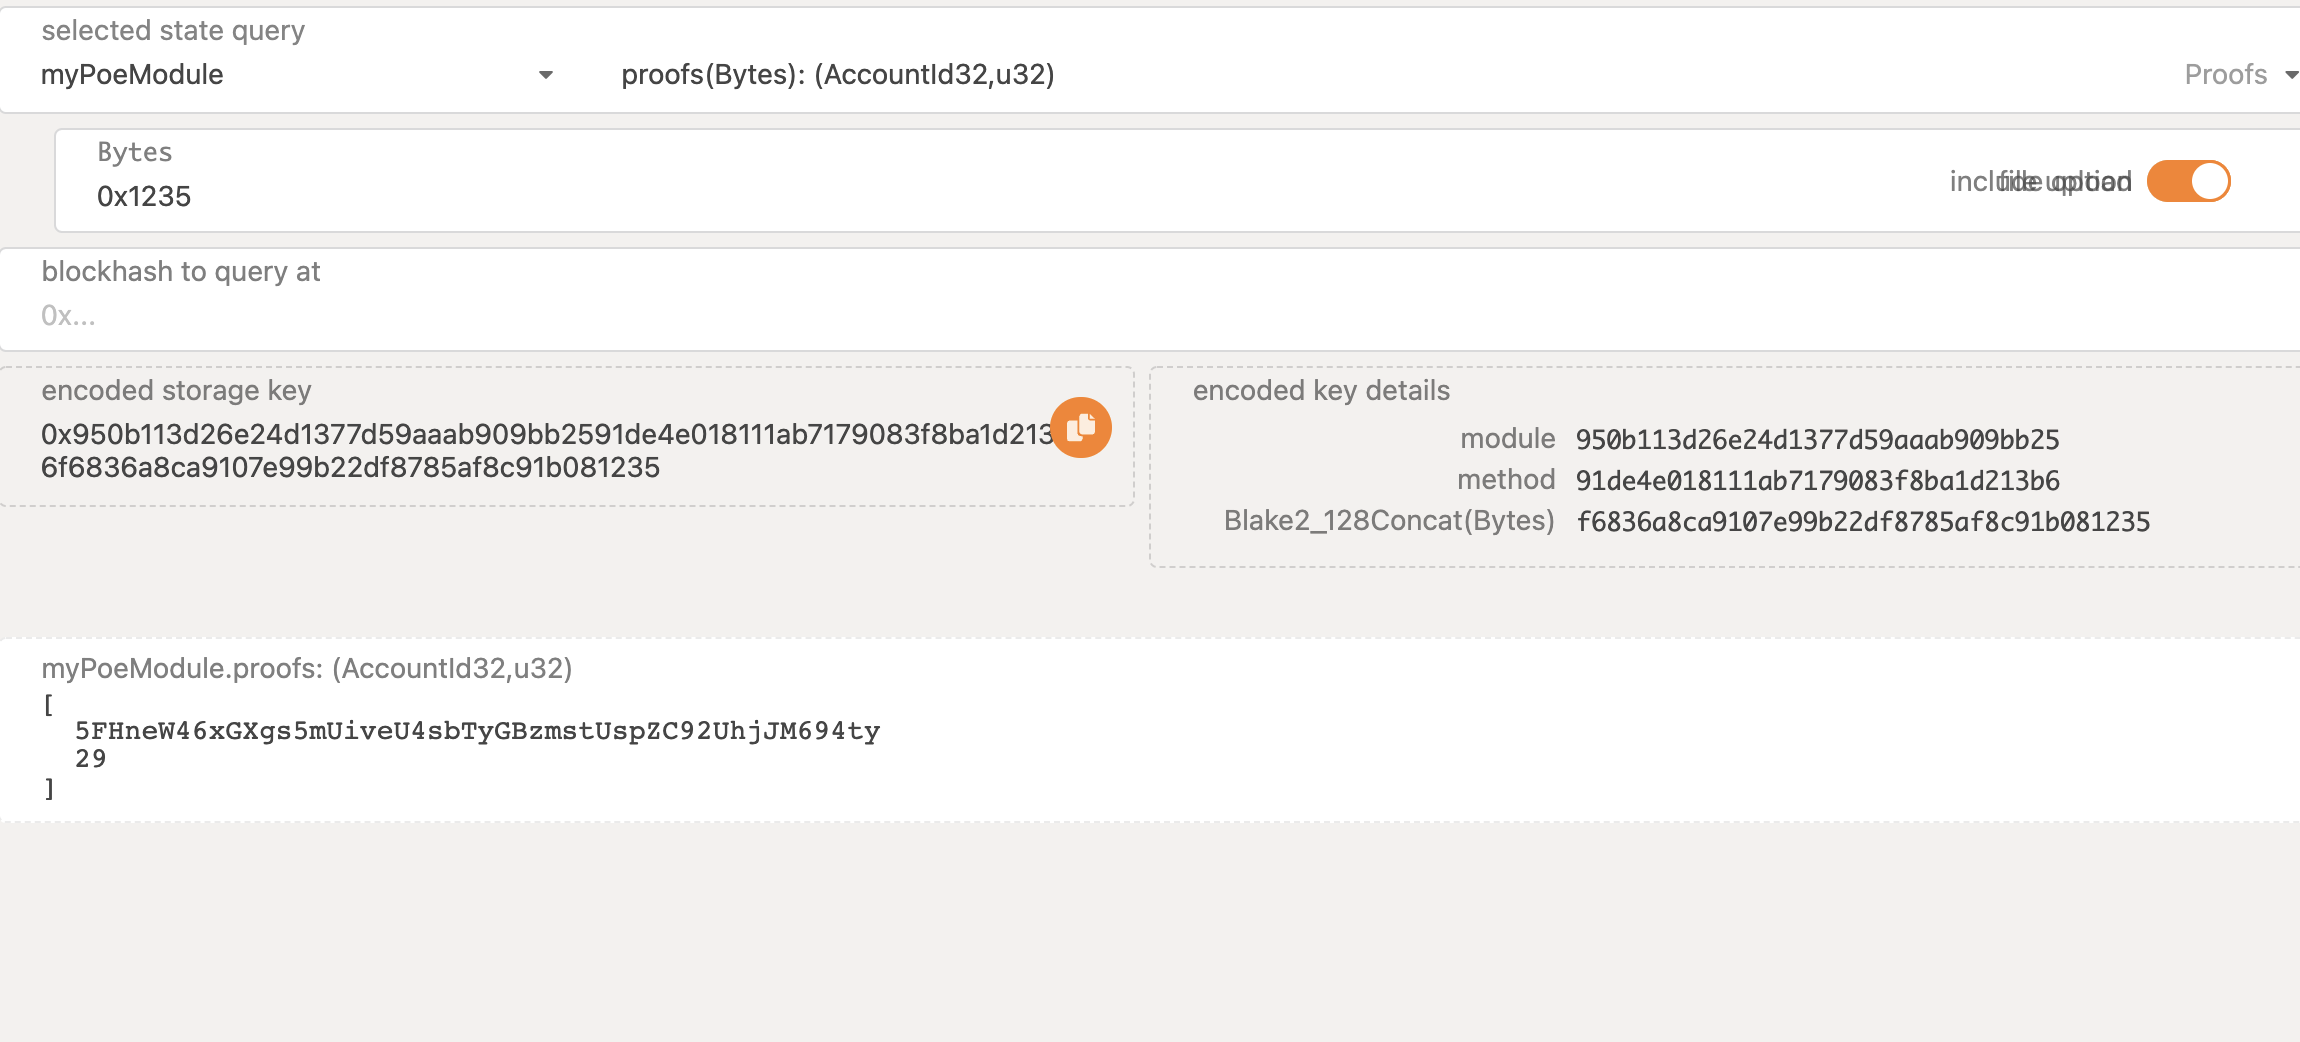 selected state query
myPoeModule
proofs(Bytes): (AccountId32,u32)
Proofs
Bytes
0x1235
include option
file upload
blockhash to query at
0x...
encoded storage key
0x950b113d26e24d1377d59aaab909bb2591de4e018111ab7179083f8ba1d213
6f6836a8ca9107e99b22df8785af8c91b081235
encoded key details
module 950b113d26e24d1377d59aaab909bb25
method 91de4e018111ab7179083f8ba1d213b6
Blake2_128Concat(Bytes) f6836a8ca9107e99b22df8785af8c91b081235
myPoeModule.proofs: (AccountId32,u32)
[
5FHneW46xGXgs5mUiveU4sbTyGBzmstUspZC92UhjJM694ty
29
]